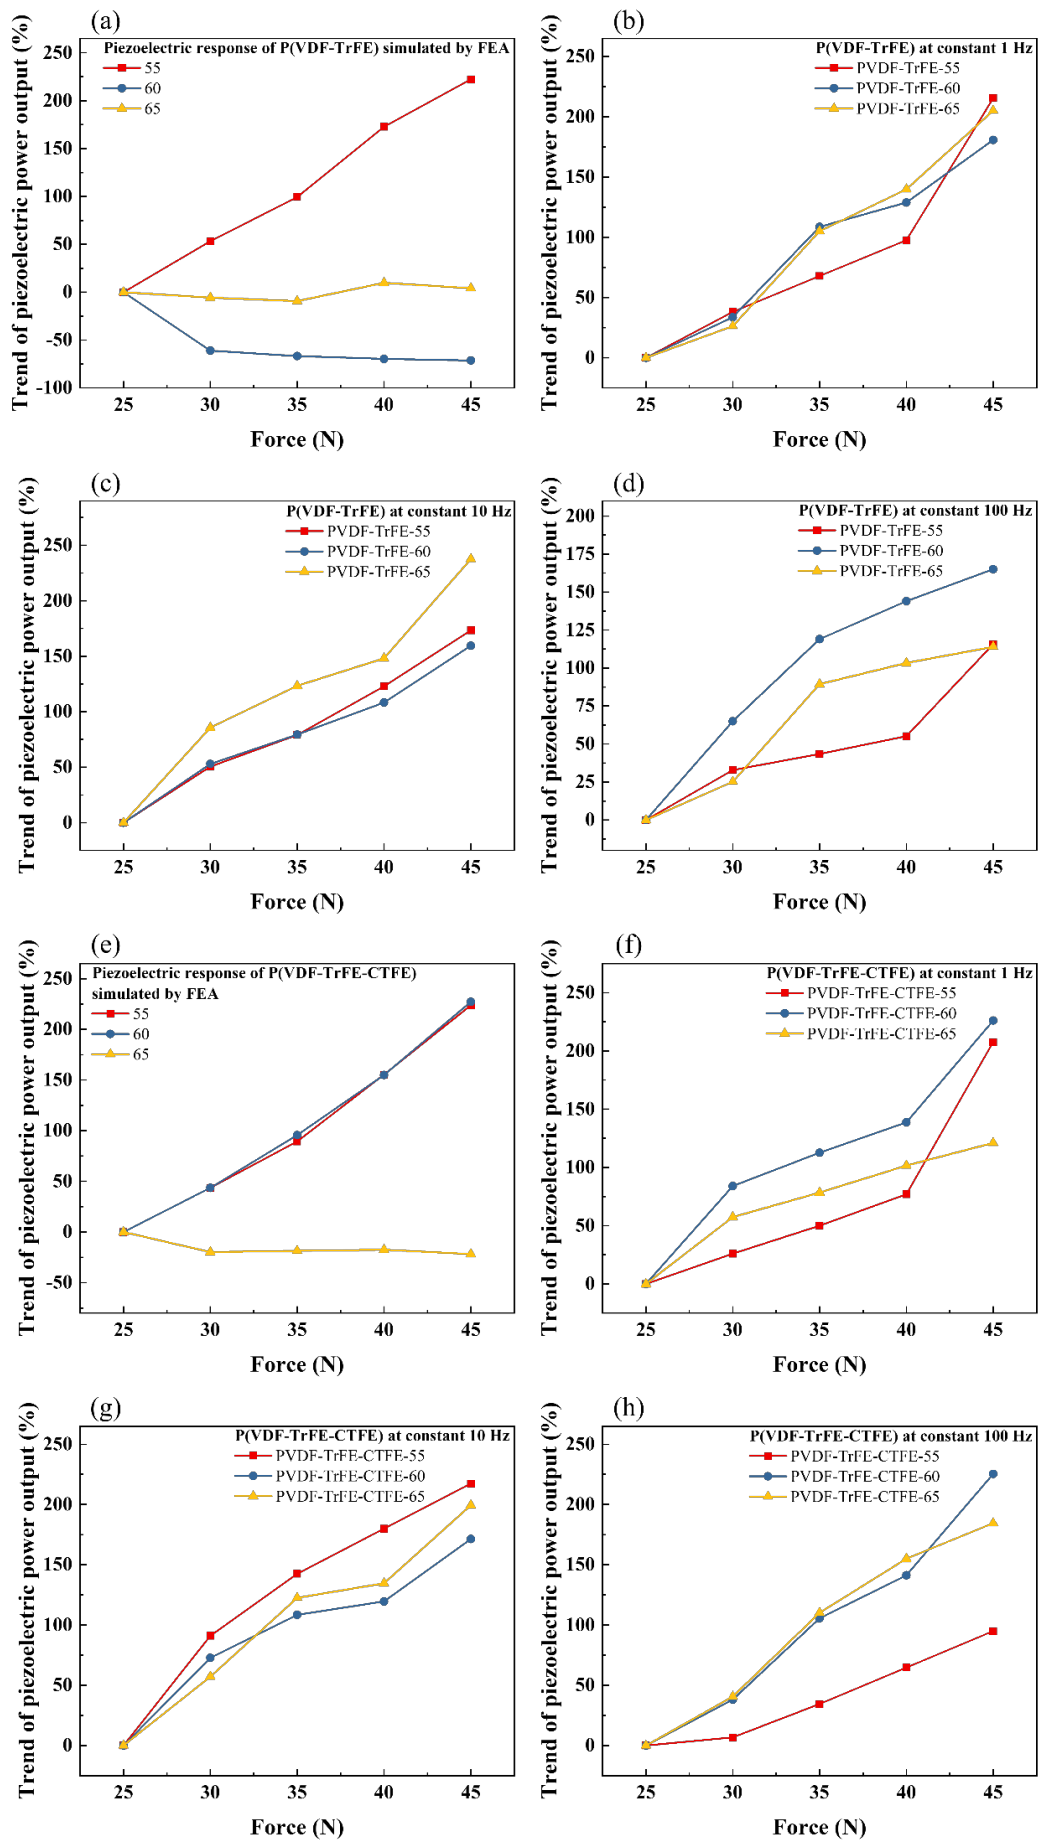 (a)
Trend of piezoelectric power output (%)
Piezoelectric response of P(VDF-TrFE) simulated by FEA
55
60
65
250
200
150
100
50
0
-50
-100
25 30 35 40 45
Force (N)
(b)
Trend of piezoelectric power output (%)
P(VDF-TrFE) at constant 1 Hz
PVDF-TrFE-55
PVDF-TrFE-60
PVDF-TrFE-65
250
200
150
100
50
0
25 30 35 40 45
Force (N)
(c)
Trend of piezoelectric power output (%)
P(VDF-TrFE) at constant 10 Hz
PVDF-TrFE-55
PVDF-TrFE-60
PVDF-TrFE-65
250
200
150
100
50
0
25 30 35 40 45
Force (N)
(d)
Trend of piezoelectric power output (%)
P(VDF-TrFE) at constant 100 Hz
PVDF-TrFE-55
PVDF-TrFE-60
PVDF-TrFE-65
200
175
150
125
100
75
50
25
0
25 30 35 40 45
Force (N)
(e)
Trend of piezoelectric power output (%)
Piezoelectric response of P(VDF-TrFE-CTFE)
simulated by FEA
55
60
65
250
200
150
100
50
0
-50
25 30 35 40 45
Force (N)
(f)
Trend of piezoelectric power output (%)
P(VDF-TrFE-CTFE) at constant 1 Hz
PVDF-TrFE-CTFE-55
PVDF-TrFE-CTFE-60
PVDF-TrFE-CTFE-65
250
200
150
100
50
0
25 30 35 40 45
Force (N)
(g)
Trend of piezoelectric power output (%)
P(VDF-TrFE-CTFE) at constant 10 Hz
PVDF-TrFE-CTFE-55
PVDF-TrFE-CTFE-60
PVDF-TrFE-CTFE-65
250
200
150
100
50
0
25 30 35 40 45
Force (N)
(h)
Trend of piezoelectric power output (%)
P(VDF-TrFE-CTFE) at constant 100 Hz
PVDF-TrFE-CTFE-55
PVDF-TrFE-CTFE-60
PVDF-TrFE-CTFE-65
250
200
150
100
50
0
25 30 35 40 45
Force (N)